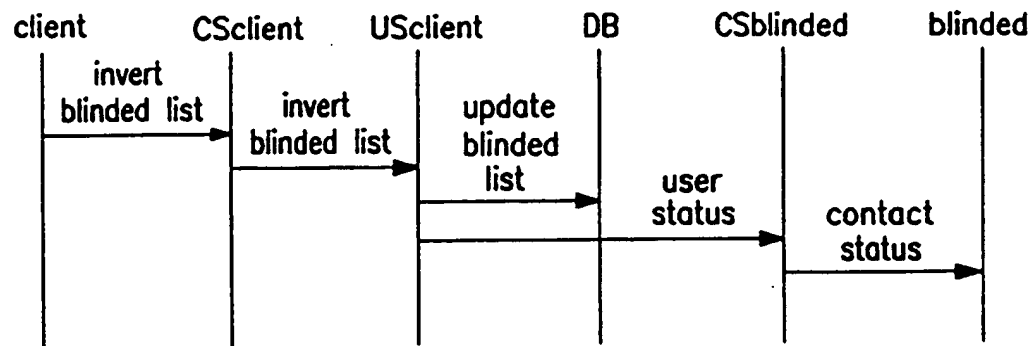 client CSclient USclient DB CSblinded blinded
invert
blinded list
invert
blinded list
update
blinded
list
user
status
contact
status